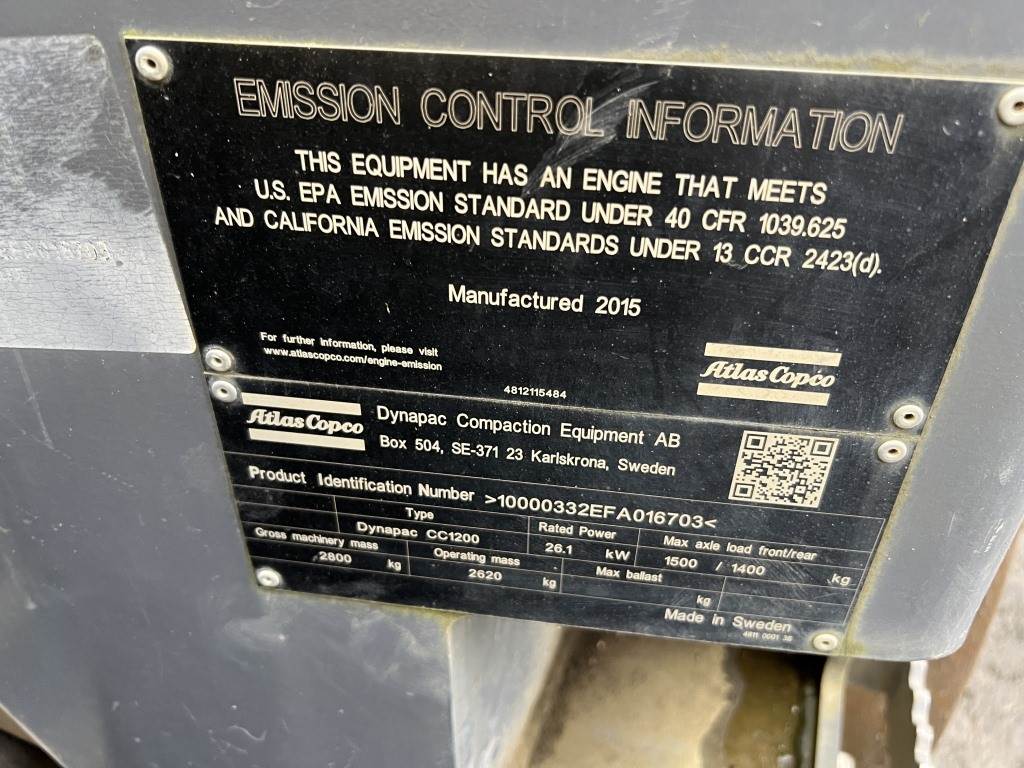 EMISSION CONTROL INFORMATION
THIS EQUIPMENT HAS AN ENGINE THAT MEETS
U.S. EPA EMISSION STANDARD UNDER 40 CFR 1039.625
AND CALIFORNIA EMISSION STANDARDS UNDER 13 CCR 2423(d).
Manufactured 2015
For further information, please visit
www.atlascopco.com/engine-emission
4812115484
Atlas Copco
Atlas Copco
Dynapac Compaction Equipment AB
Box 504, SE-371 23 Karlskrona, Sweden
Product Identification Number >10000332EFA016703<
Type Rated Power Max axle load front/rear
Dynapac CC1200 26.1 kW 1500 / 1400 kg
Gross machinery mass Operating mass Max ballast
2800 kg 2620 kg kg
Made in Sweden
4811 0001 38